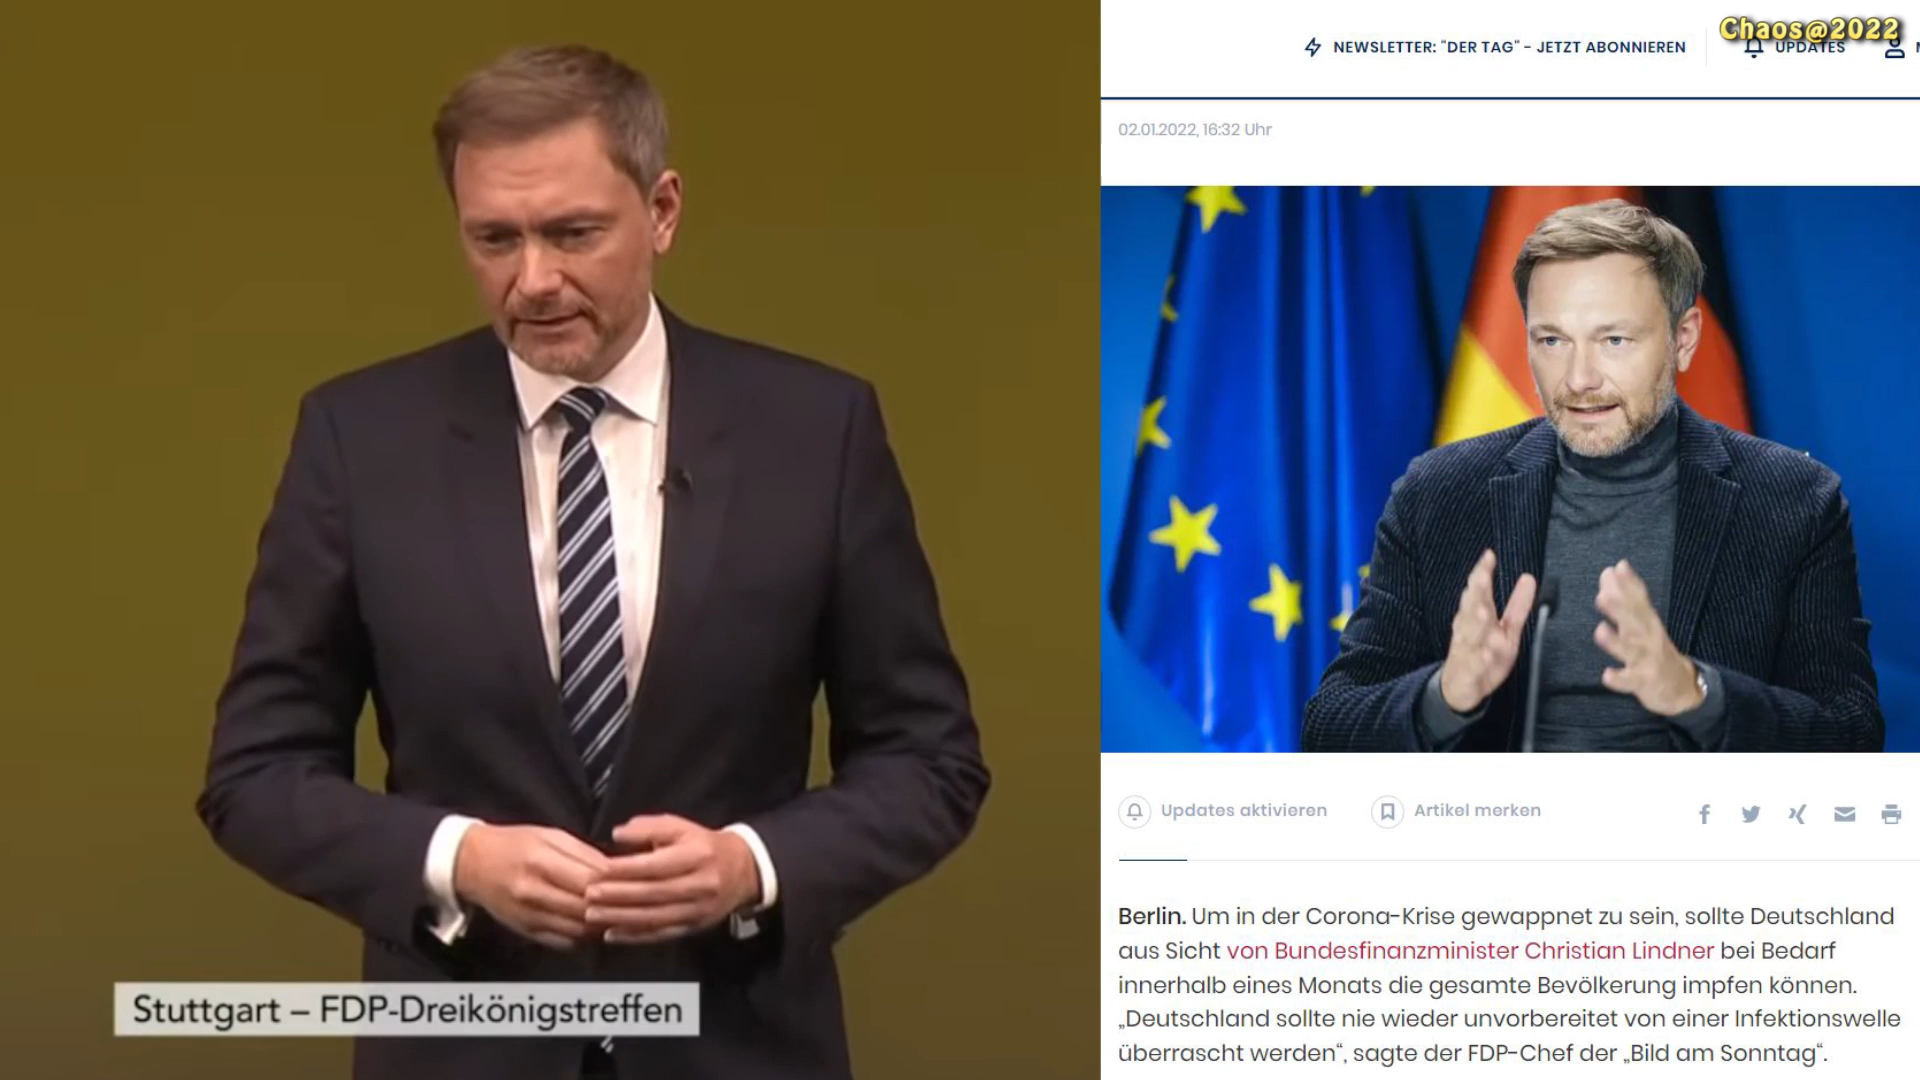 Chaos@2022
NEWSLETTER: "DER TAG" - JETZT ABONNIEREN
UPDATES
02.01.2022, 16:32 Uhr
Updates aktivieren
Artikel merken
Berlin. Um in der Corona-Krise gewappnet zu sein, sollte Deutschland
aus Sicht von Bundesfinanzminister Christian Lindner bei Bedarf
innerhalb eines Monats die gesamte Bevölkerung impfen können.
„Deutschland sollte nie wieder unvorbereitet von einer Infektionswelle
überrascht werden“, sagte der FDP-Chef der „Bild am Sonntag“.
Stuttgart – FDP-Dreikönigstreffen